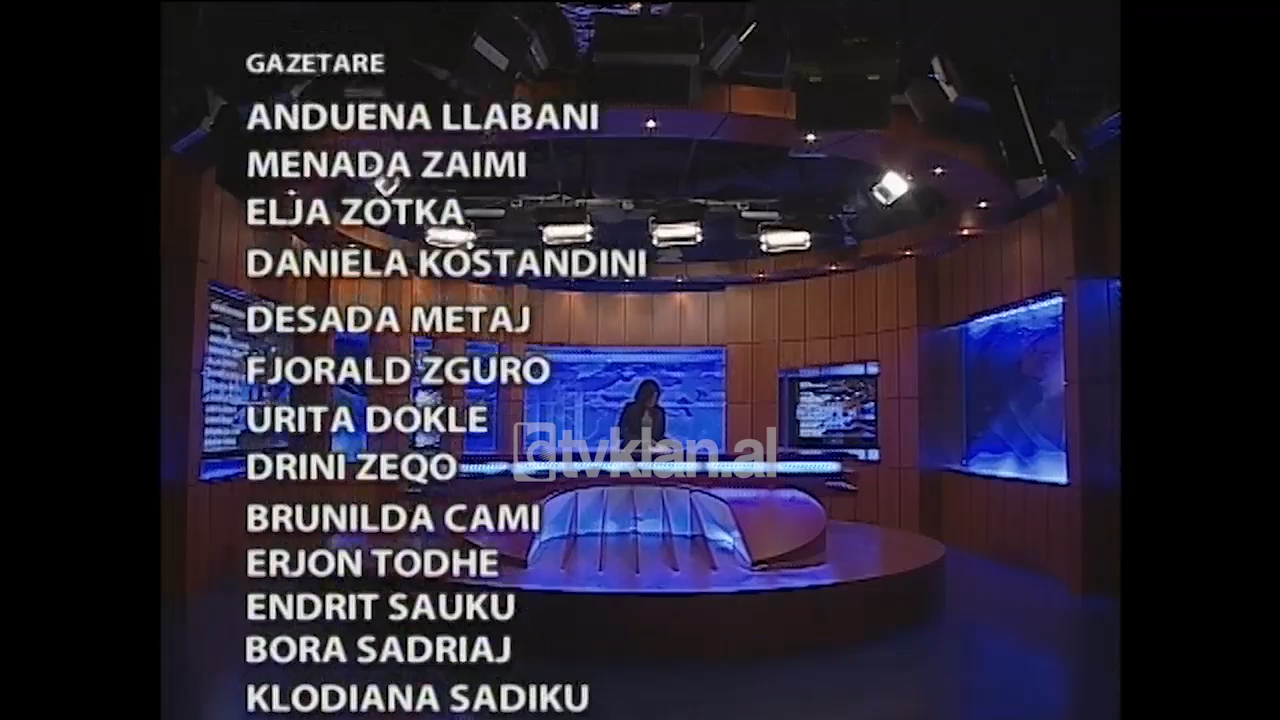 GAZETARE
ANDUENA LLABANI
MENADA ZAIMI
ELJA ZOTKA
DANIELA KOSTANDINI
DESADA METAJ
FJORALD ZGURO
URITA DOKLE
DRINI ZEQO
tvklan.al
BRUNILDA CAMI
ERJON TODHE
ENDRIT SAUKU
BORA SADRIAJ
KLODIANA SADIKU